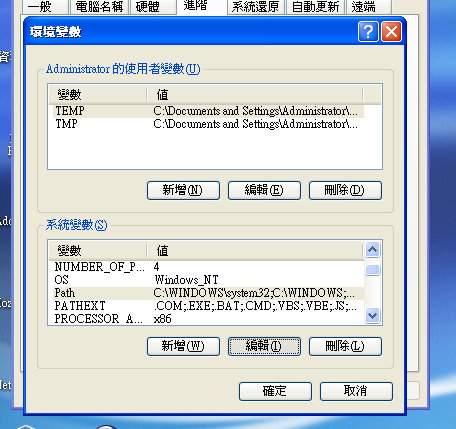 一般 電腦名稱 硬體 進階 系統還原 自動更新 遠端
環境變數
Administrator 的使用者變數(U)
變數 值
TEMP C:\Documents and Settings\Administrator\...
TMP C:\Documents and Settings\Administrator\...
新增(N) 編輯(E) 刪除(D)
系統變數(S)
變數 值
NUMBER_OF_P... 4
OS Windows_NT
Path C:\WINDOWS\system32;C:\WINDOWS;...
PATHEXT .COM;.EXE;.BAT;.CMD;.VBS;.VBE;.JS;...
PROCESSOR_A... x86
新增(W) 編輯(I) 刪除(L)
確定 取消